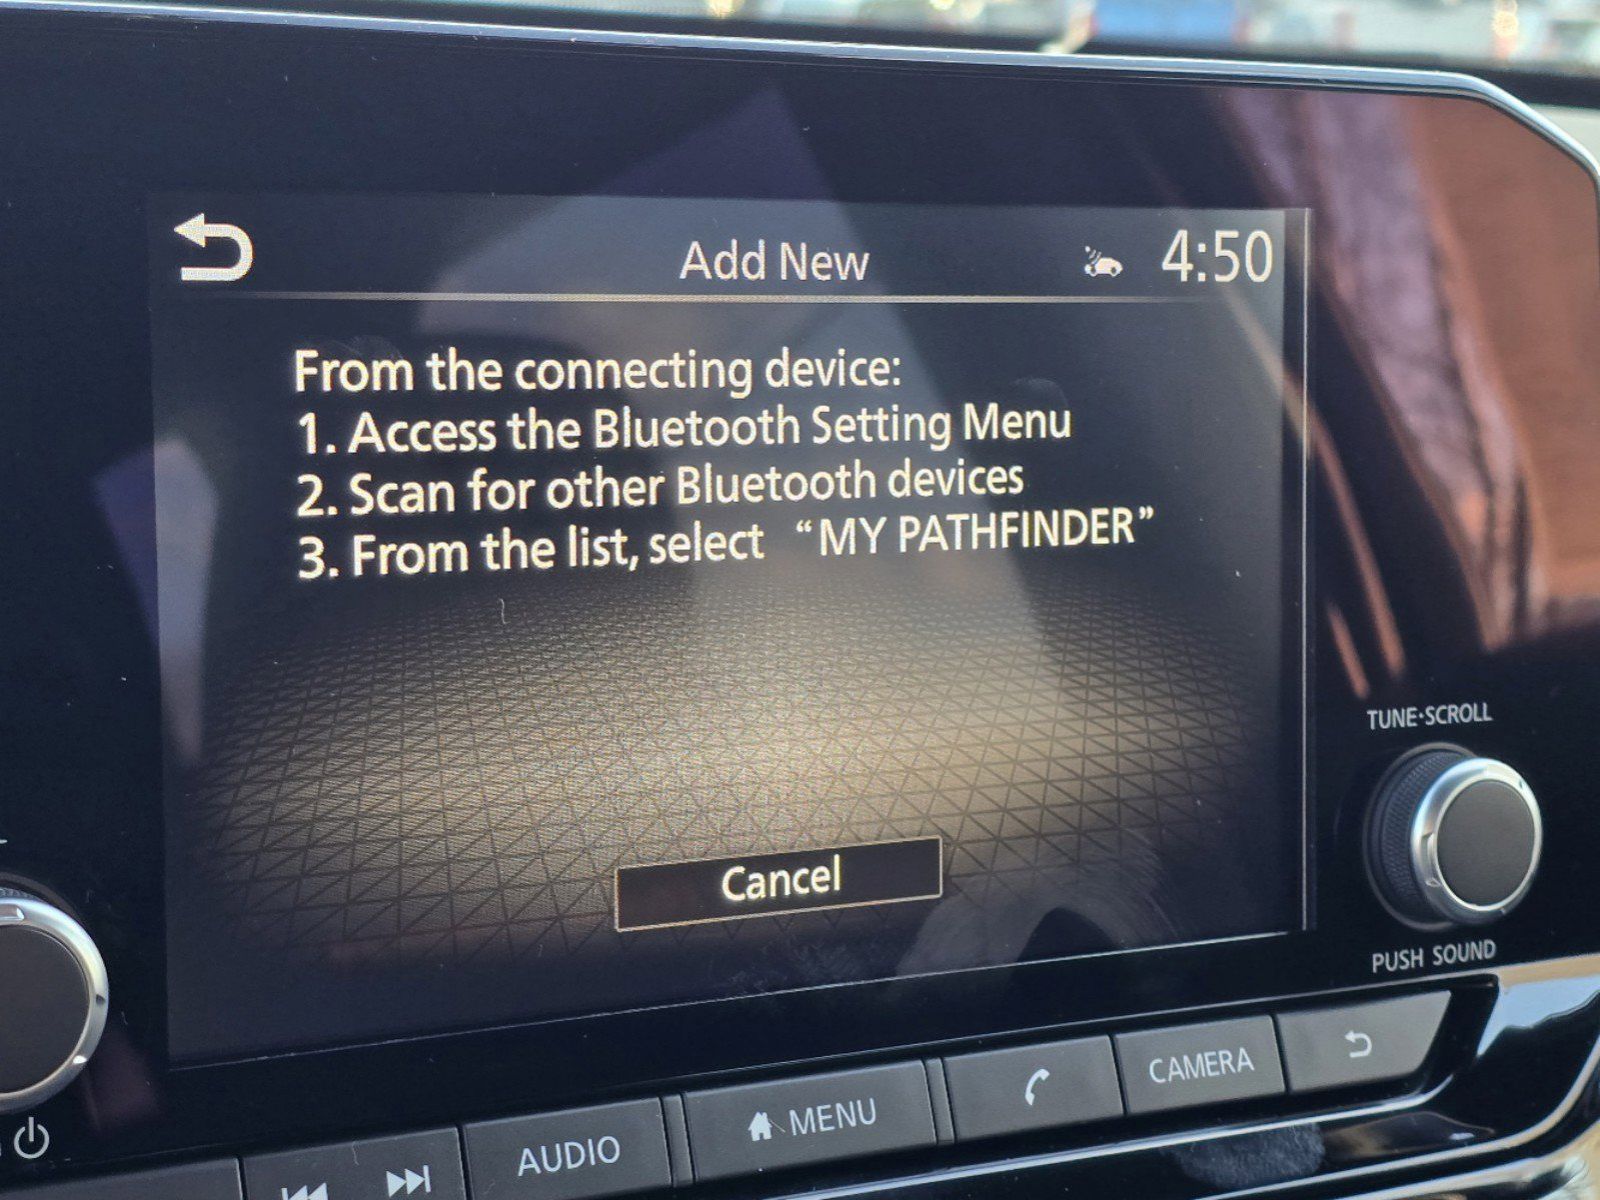 Add New
4:50
From the connecting device:
1. Access the Bluetooth Setting Menu
2. Scan for other Bluetooth devices
3. From the list, select “MY PATHFINDER”
Cancel
TUNE·SCROLL
PUSH SOUND
AUDIO
MENU
CAMERA